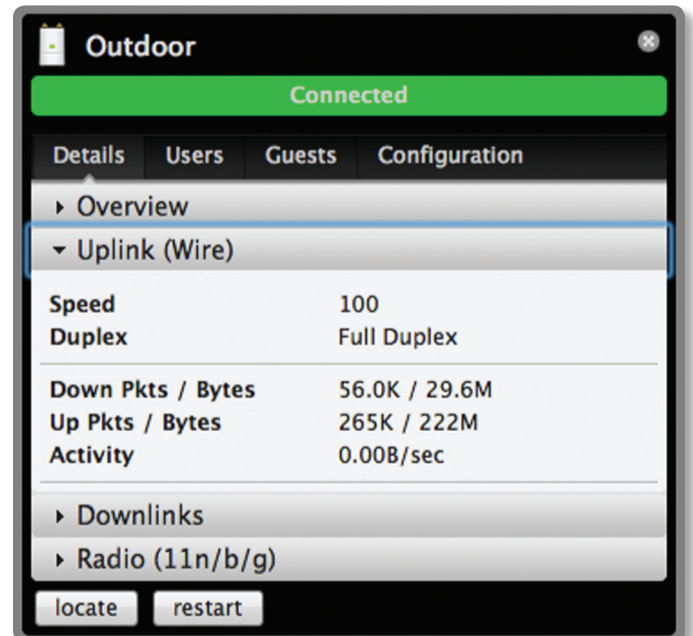 Outdoor
Connected
Details Users Guests Configuration
Overview
Uplink (Wire)
Speed 100
Duplex Full Duplex
Down Pkts / Bytes 56.0K / 29.6M
Up Pkts / Bytes 265K / 222M
Activity 0.00B/sec
Downlinks
Radio (11n/b/g)
locate restart